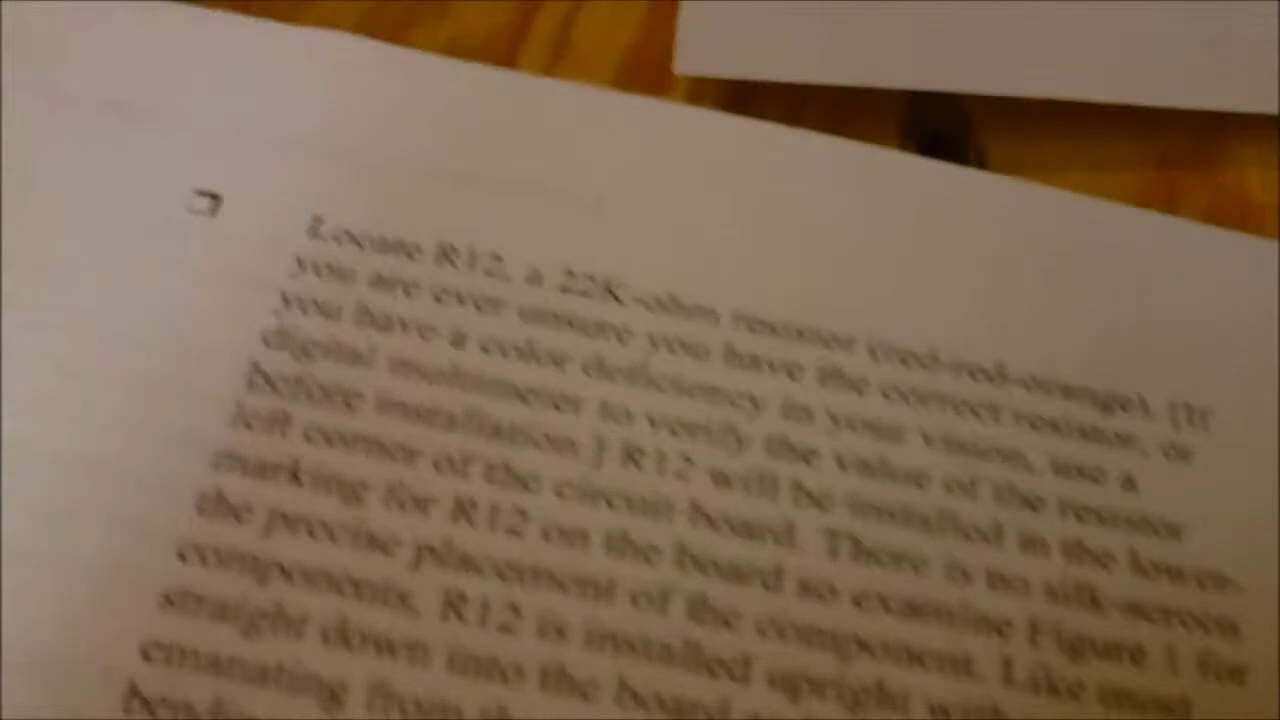 Locate R12, a 22K-ohm resistor (red-red-orange). [If
you are ever unsure you have the correct resistor, or
you have a color deficiency in your vision, use a
digital multimeter to verify the value of the resistor
before installation.] R12 will be installed in the lower-
left corner of the circuit board. There is no silk-screen
marking for R12 on the board so examine Figure 1 for
the precise placement of the component. Like most
components, R12 is installed upright with
straight down into the board
emanating from the